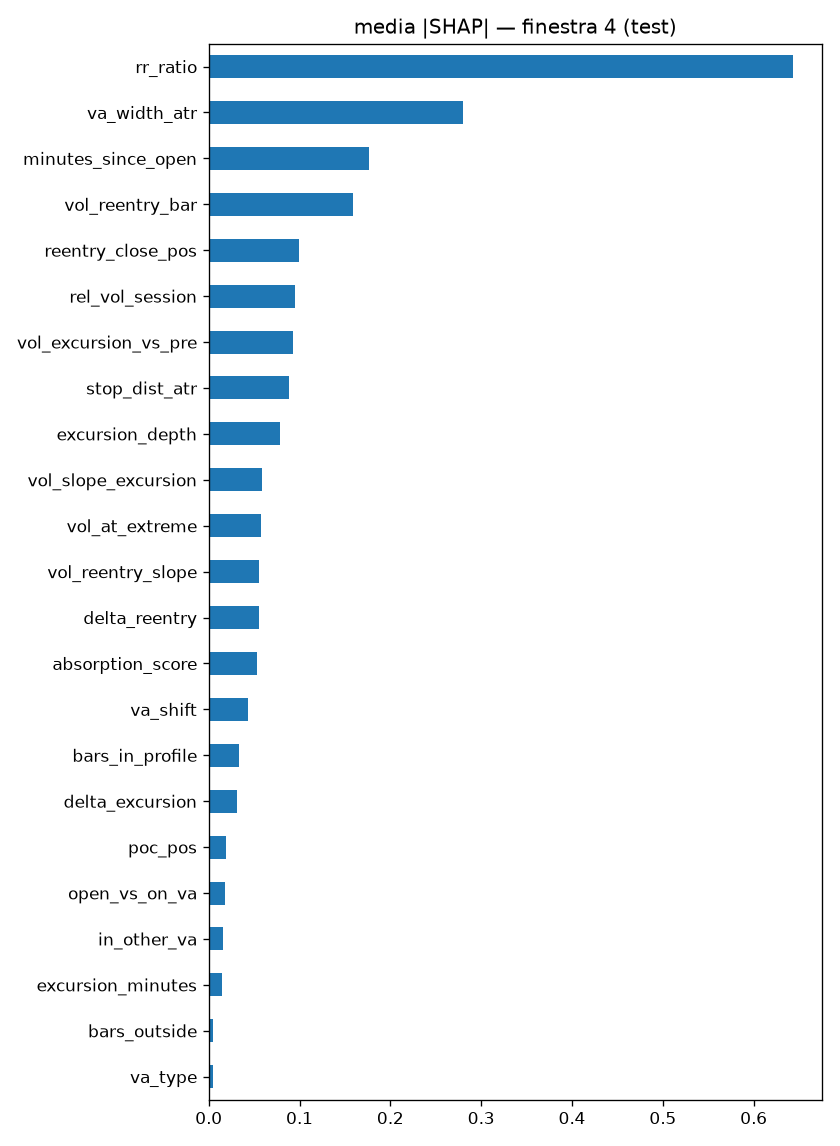 media |SHAP| — finestra 4 (test)
rr_ratio
va_width_atr
minutes_since_open
vol_reentry_bar
reentry_close_pos
rel_vol_session
vol_excursion_vs_pre
stop_dist_atr
excursion_depth
vol_slope_excursion
vol_at_extreme
vol_reentry_slope
delta_reentry
absorption_score
va_shift
bars_in_profile
delta_excursion
poc_pos
open_vs_on_va
in_other_va
excursion_minutes
bars_outside
va_type
0.0 0.1 0.2 0.3 0.4 0.5 0.6